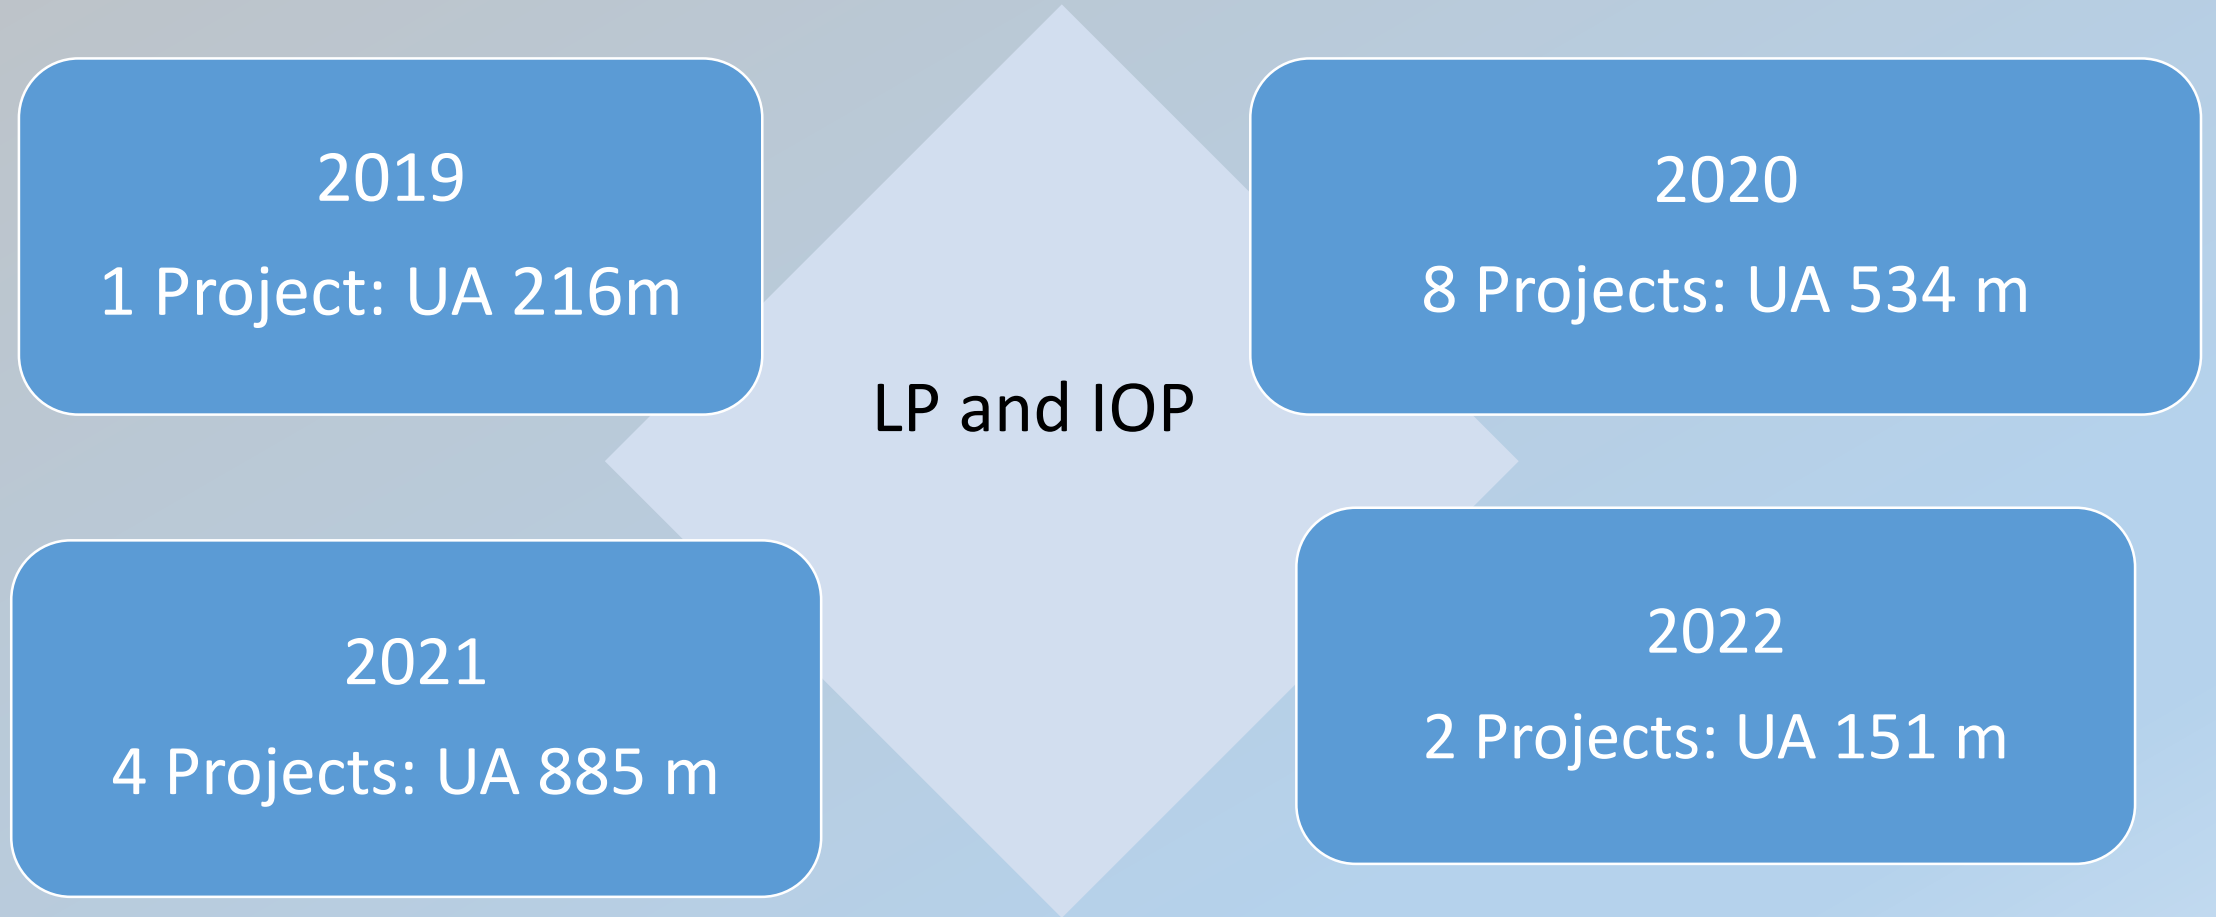 2019
1 Project: UA 216m
2020
8 Projects: UA 534 m
LP and IOP
2021
4 Projects: UA 885 m
2022
2 Projects: UA 151 m